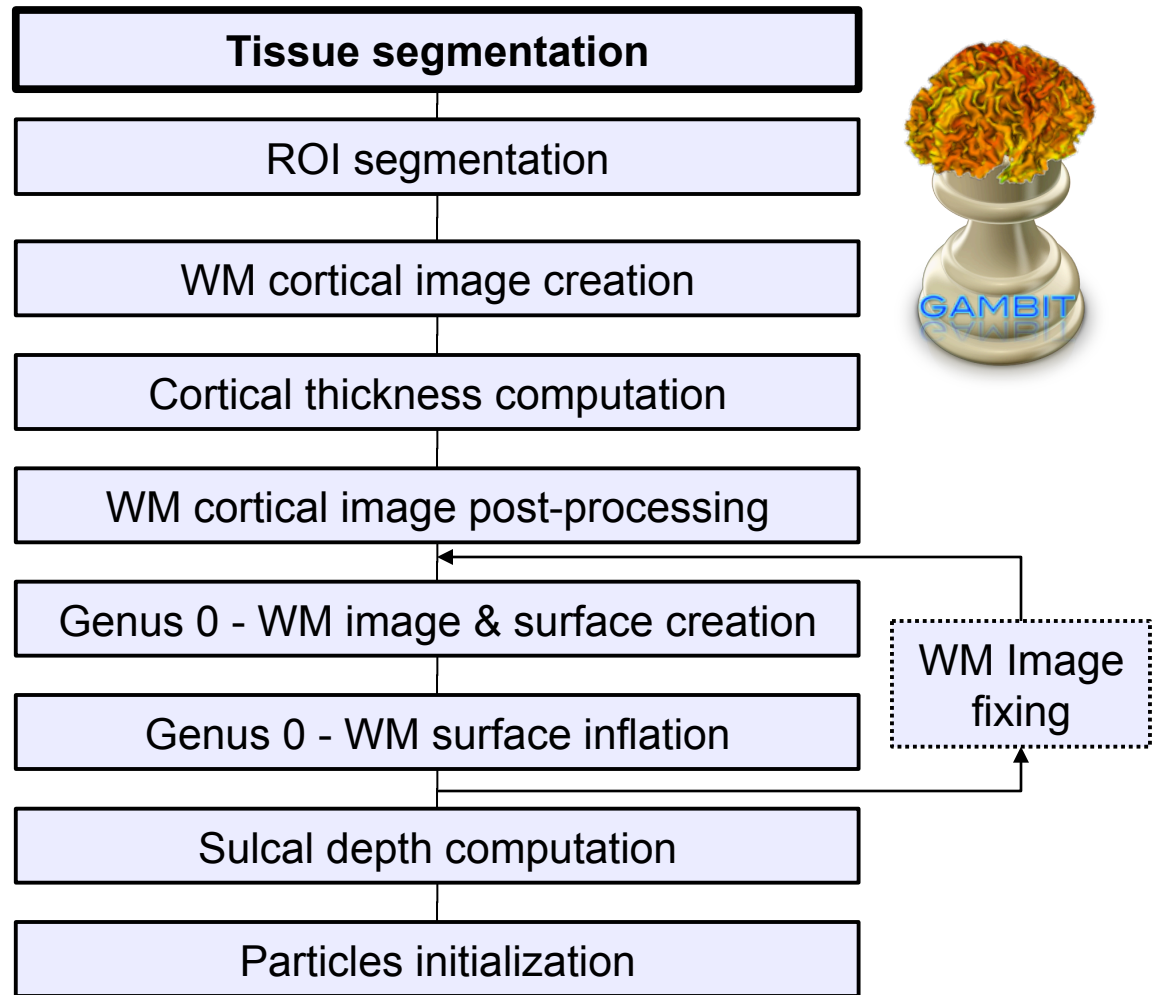 Tissue segmentation
ROI segmentation
WM cortical image creation
GAMBIT
Cortical thickness computation
WM cortical image post-processing
Genus 0 - WM image & surface creation
WM Image
fixing
Genus 0 - WM surface inflation
Sulcal depth computation
Particles initialization